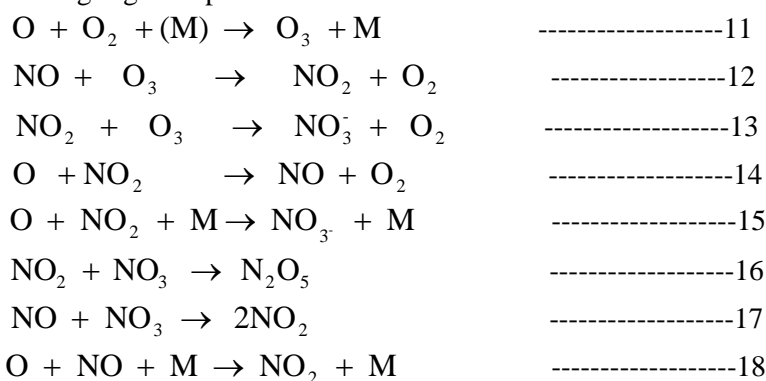 O + O₂ + (M) → O₃ + M -------------------11
NO + O₃ → NO₂ + O₂ ------------------12
NO₂ + O₃ → NO₃⁻ + O₂ -------------------13
O + NO₂ → NO + O₂ -------------------14
O + NO₂ + M → NO₃₋ + M -------------------15
NO₂ + NO₃ → N₂O₅ -------------------16
NO + NO₃ → 2NO₂ -------------------17
O + NO + M → NO₂ + M -------------------18